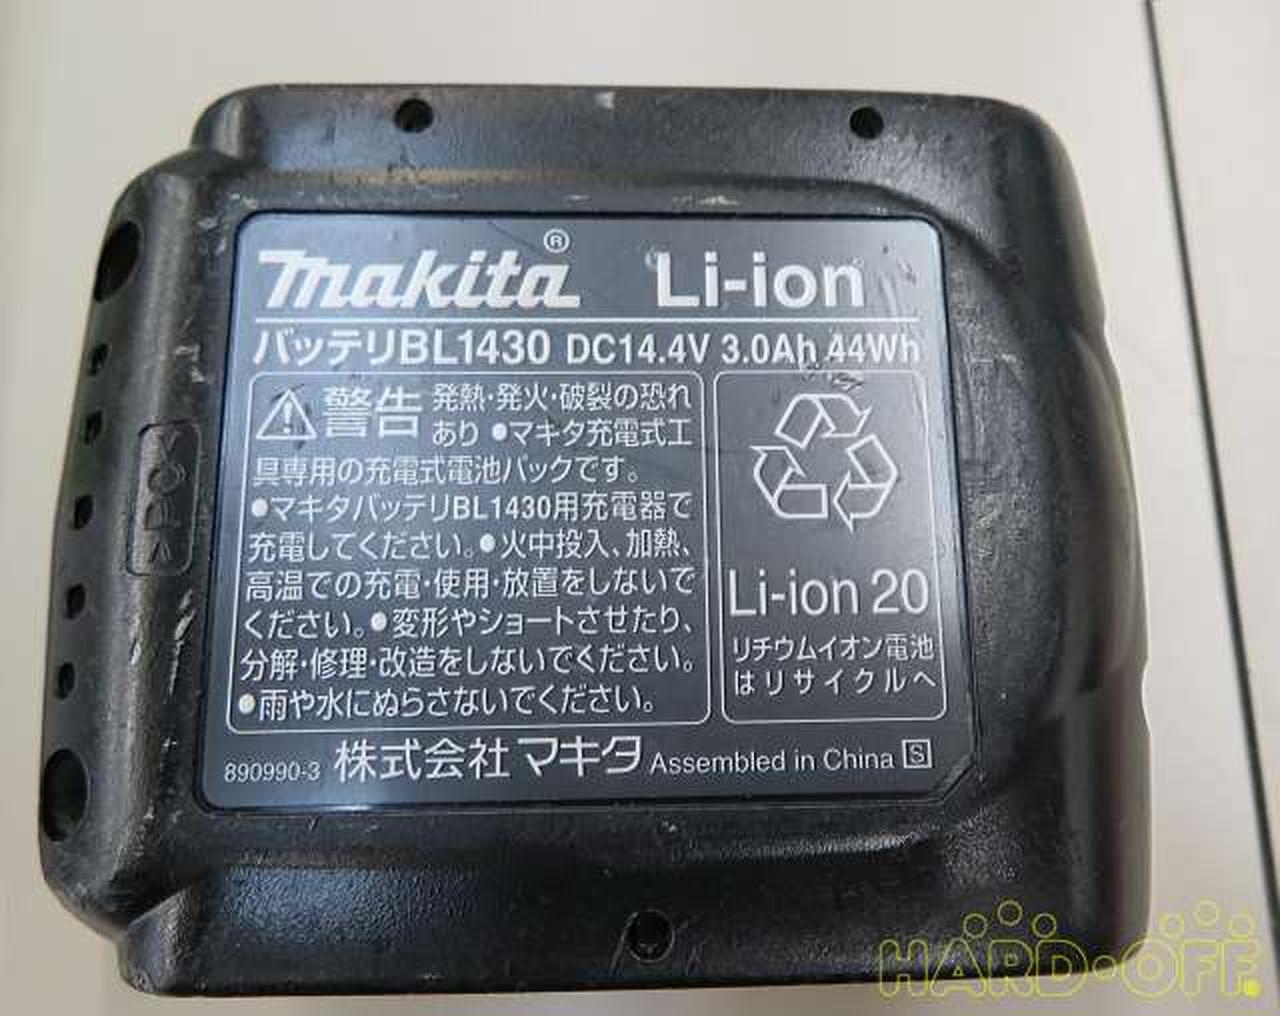 makita® Li-ion
バッテリBL1430 DC14.4V 3.0Ah 44Wh
警告 発熱・発火・破裂の恐れ
あり ●マキタ充電式工
具専用の充電式電池パックです。
●マキタバッテリBL1430用充電器で
充電してください。●火中投入、加熱、
高温での充電・使用・放置をしないで
ください。●変形やショートさせたり、
分解・修理・改造をしないでください。
●雨や水にぬらさないでください。
Li-ion 20
リチウムイオン電池
はリサイクルへ
890990-3 株式会社マキタ Assembled in China S
HARD・OFF